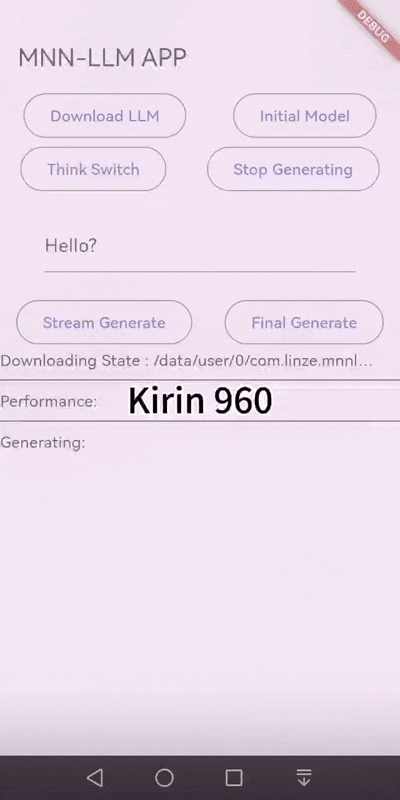 DEBUG
MNN-LLM APP
Download LLM
Initial Model
Think Switch
Stop Generating
Hello?
Stream Generate
Final Generate
Downloading State : /data/user/0/com.linze.mnnl...
Performance:
Kirin 960
Generating: